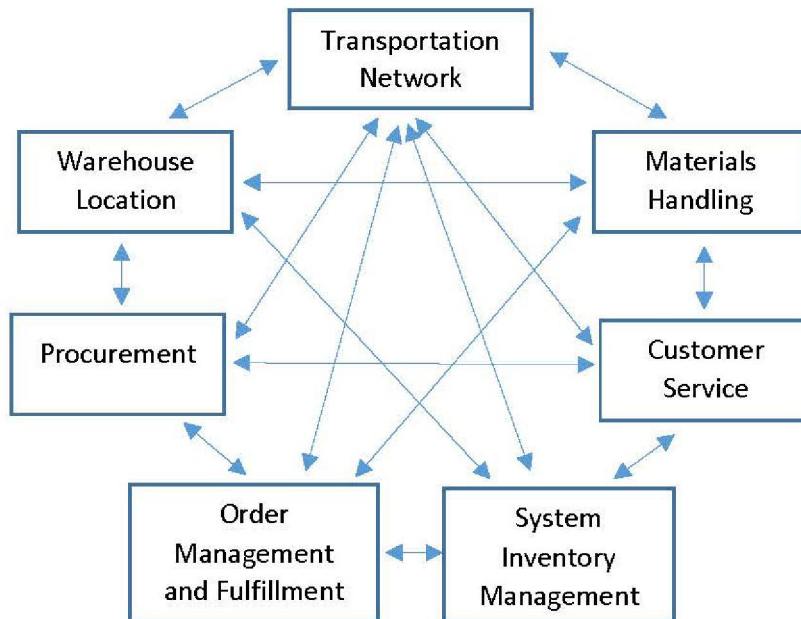 Transportation
Network
Warehouse
Location
Materials
Handling
Procurement
Customer
Service
Order
Management
and Fulfillment
System
Inventory
Management